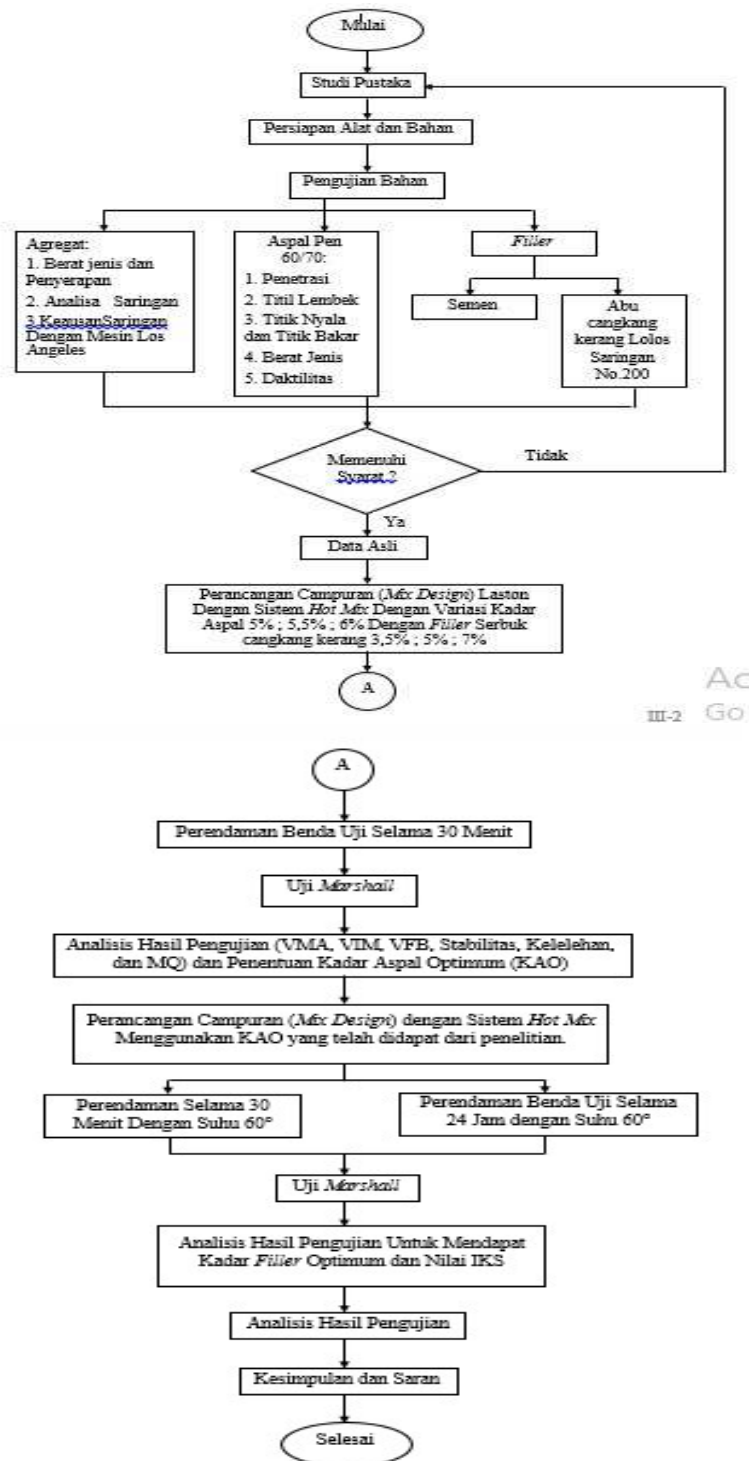 Mulai
Studi Pustaka
Persiapan Alat dan Bahan
Pengujian Bahan
Agregat:
1. Berat jenis dan
Penyerapan
2. Analisa Saringan
3.KeausanSaringan
Dengan Mesin Los
Angeles
Aspal Pen
60/70:
1. Penetrasi
2. Titil Lembek
3. Titik Nyala
dan Titik Bakar
4. Berat Jenis
5. Daktilitas
Filler
Semen
Abu
cangkang
kerang Lolos
Saringan
No.200
Memenuhi
Syarat ?
Tidak
Ya
Data Asli
Perancangan Campuran (Mix Design) Laston
Dengan Sistem Hot Mix Dengan Variasi Kadar
Aspal 5% ; 5,5% ; 6% Dengan Filler Serbuk
cangkang kerang 3,5% ; 5% ; 7%
A
Ac
III-2 Go
A
Perendaman Benda Uji Selama 30 Menit
Uji Marshall
Analisis Hasil Pengujian (VMA, VIM, VFB, Stabilitas, Kelelehan,
dan MQ) dan Penentuan Kadar Aspal Optimum (KAO)
Perancangan Campuran (Mix Design) dengan Sistem Hot Mix
Menggunakan KAO yang telah didapat dari penelitian.
Perendaman Selama 30
Menit Dengan Suhu 60°
Perendaman Benda Uji Selama
24 Jam dengan Suhu 60°
Uji Marshall
Analisis Hasil Pengujian Untuk Mendapat
Kadar Filler Optimum dan Nilai IKS
Analisis Hasil Pengujian
Kesimpulan dan Saran
Selesai